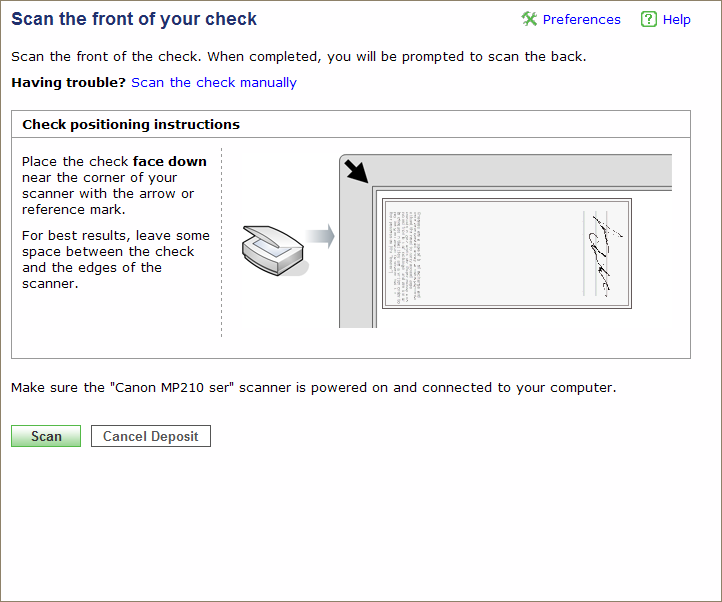 Scan the front of your check
Preferences
Help
Scan the front of the check. When completed, you will be prompted to scan the back.
Having trouble? Scan the check manually
Check positioning instructions
Place the check face down
near the corner of your
scanner with the arrow or
reference mark.
For best results, leave some
space between the check
and the edges of the
scanner.
Make sure the "Canon MP210 ser" scanner is powered on and connected to your computer.
Scan
Cancel Deposit